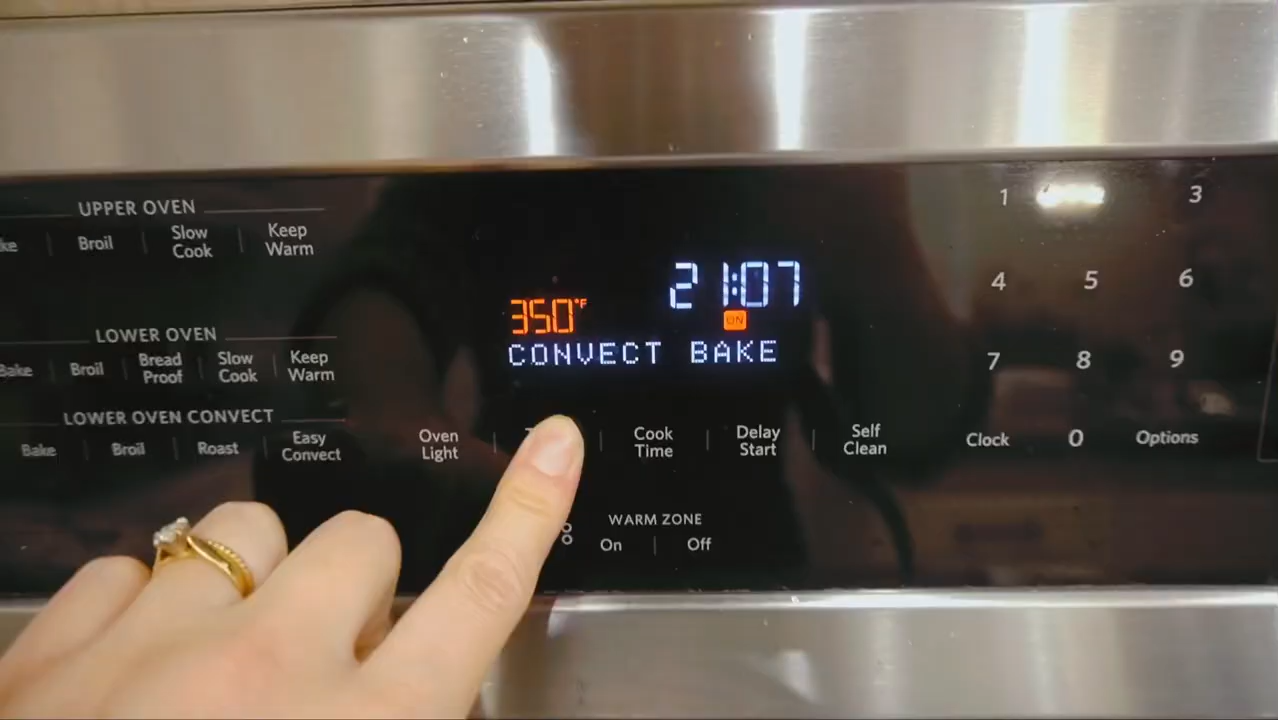 UPPER OVEN
Broil
Slow Cook
Keep Warm
LOWER OVEN
Bake
Broil
Bread Proof
Slow Cook
Keep Warm
LOWER OVEN CONVECT
Bake
Broil
Roast
Easy Convect
350°F
21:07
ON
CONVECT BAKE
Oven Light
Cook Time
Delay Start
Self Clean
WARM ZONE
On
Off
1
3
4
5
6
7
8
9
Clock
0
Options